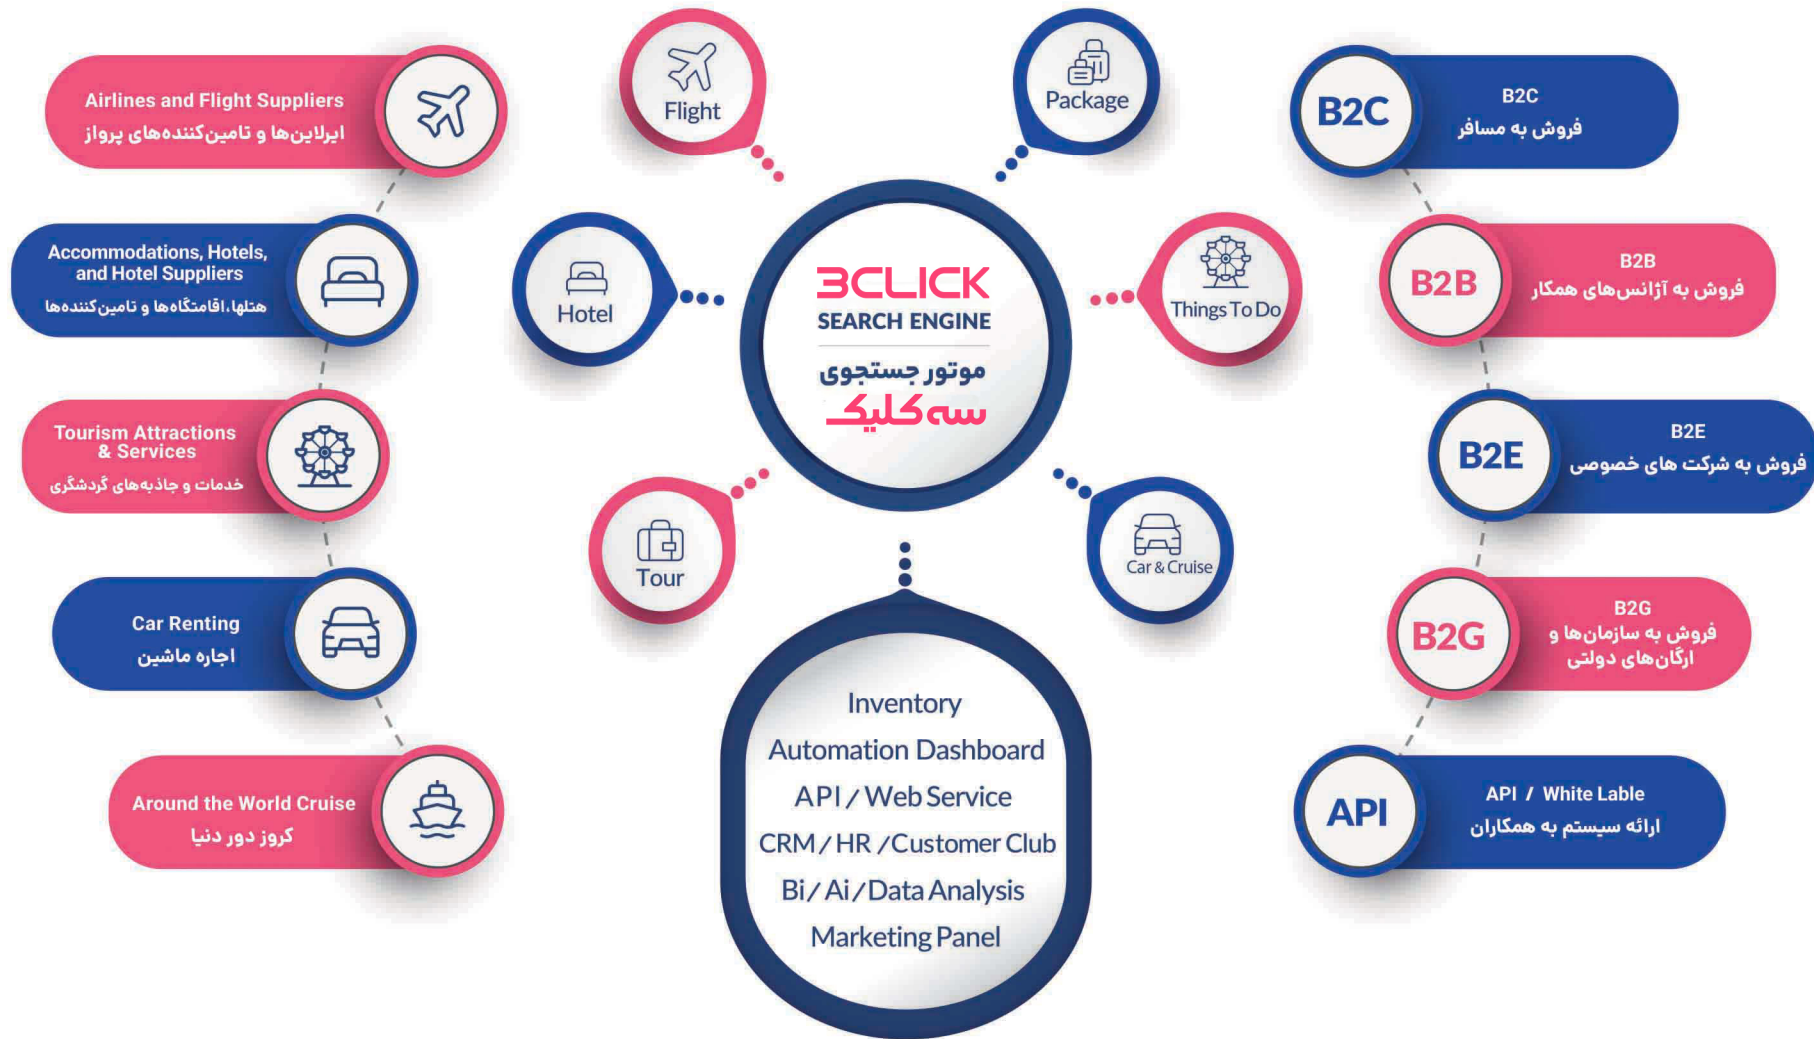 Airlines and Flight Suppliers
ایرلاین‌ها و تامین‌کننده‌های پرواز
Accommodations, Hotels,
and Hotel Suppliers
هتلها،اقامتگاه‌ها و تامین‌کننده‌ها
Tourism Attractions
& Services
خدمات و جاذبه‌های گردشگری
Car Renting
اجاره ماشین
Around the World Cruise
کروز دور دنیا
Flight
Package
Hotel
Things To Do
Tour
Car & Cruise
3CLICK
SEARCH ENGINE
موتور جستجوی
سه کلیک
Inventory
Automation Dashboard
API / Web Service
CRM / HR / Customer Club
Bi / Ai / Data Analysis
Marketing Panel
B2C
B2C
فروش به مسافر
B2B
B2B
فروش به آژانس‌های همکار
B2E
B2E
فروش به شرکت های خصوصی
B2G
B2G
فروش به سازمان‌ها و
ارگان‌های دولتی
API
API / White Lable
ارائه سیستم به همکاران